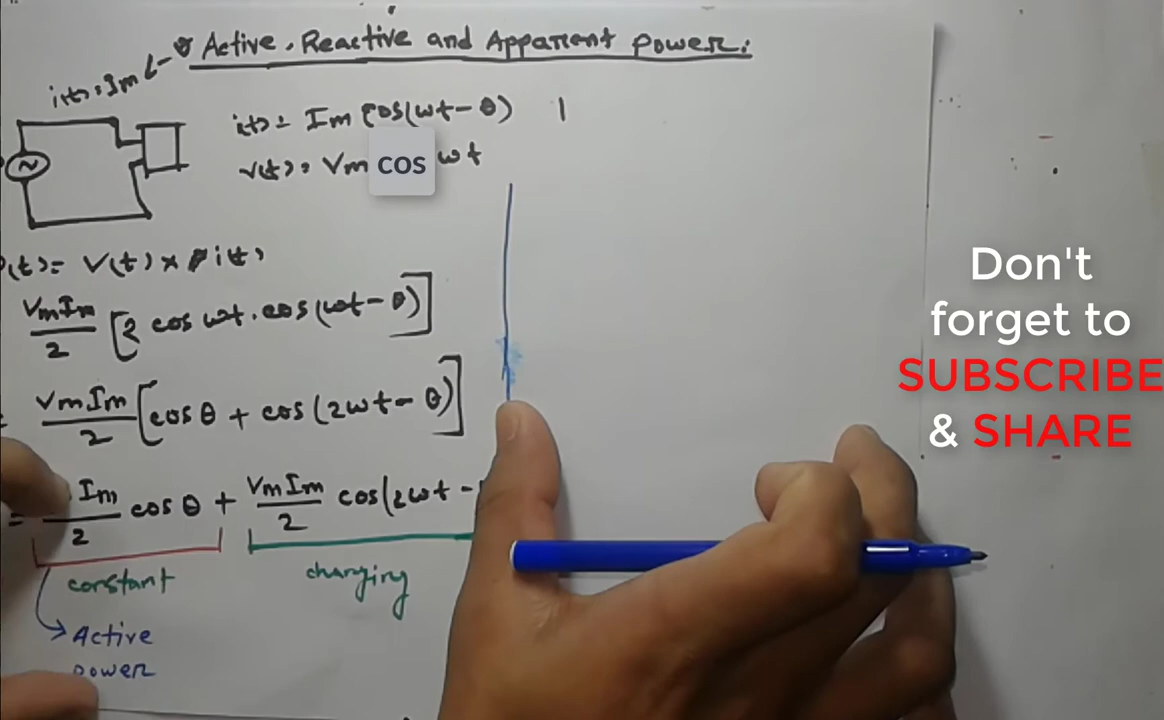 Active, Reactive and Apparent power:
i(t) = Im
i(t) = Im cos(ωt - θ)
v(t) = Vm cos ωt
(t) = V(t) × i(t)
VmIm/2 [2 cos ωt . cos(ωt - θ)]
= VmIm/2 [cos θ + cos(2ωt - θ)]
= Im/2 cos θ + VmIm/2 cos(2ωt -
constant
changing
Active
power
Don't
forget to
SUBSCRIBE
& SHARE